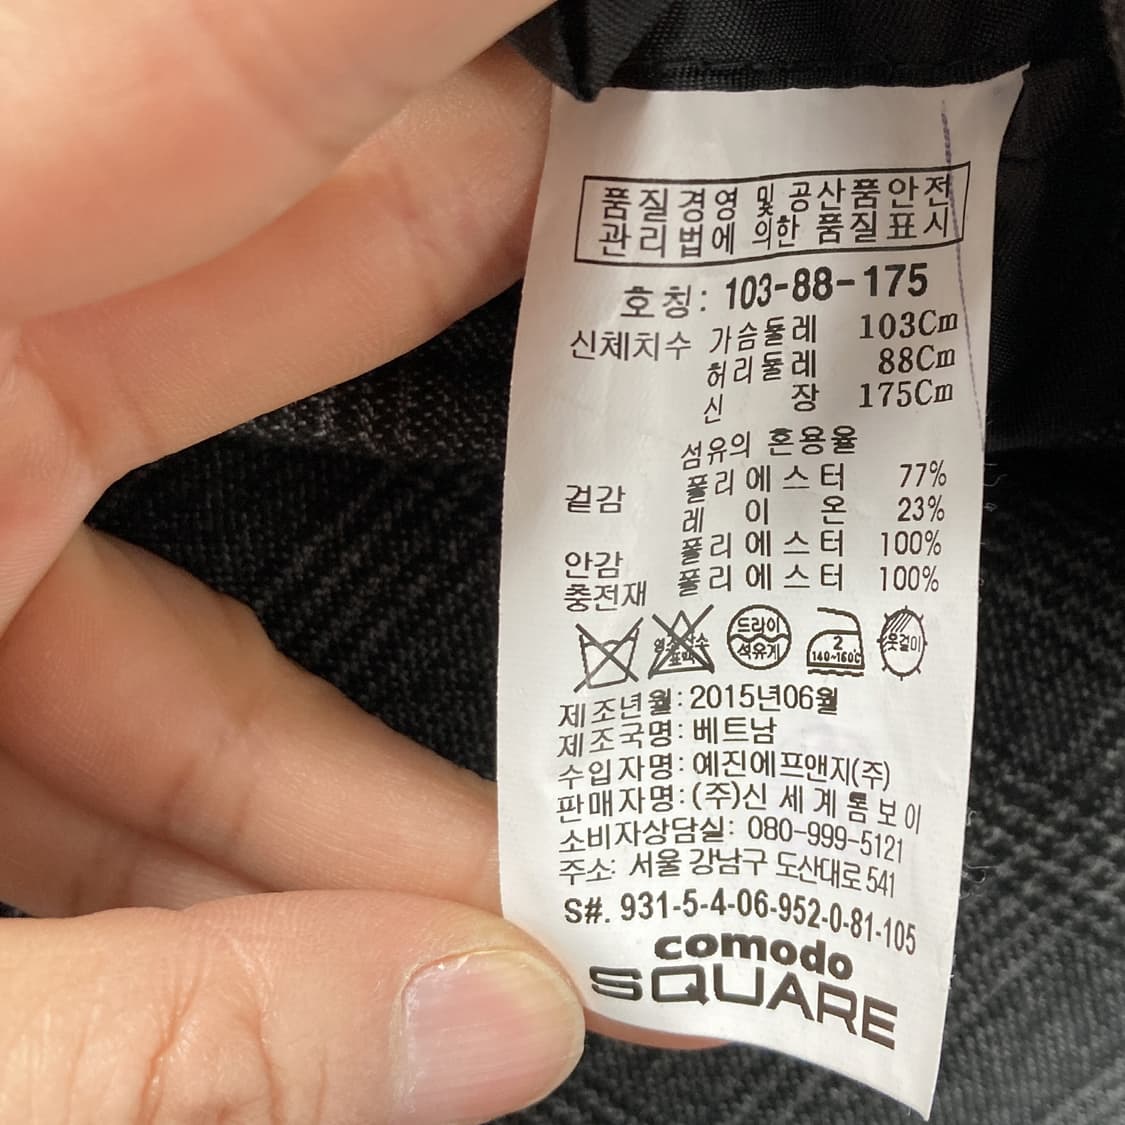 품질경영 및 공산품안전
관리법에 의한 품질표시
호칭: 103-88-175
신체치수 가슴둘레 103Cm
허리둘레 88Cm
신 장 175Cm
섬유의 혼용율
겉감 폴리에스터 77%
레 이 온 23%
안감 폴리에스터 100%
충전재 폴리에스터 100%
드라이
석유계
2
140~160℃
옷걸이
제조년월: 2015년06월
제조국명: 베트남
수입자명: 예진에프앤지(주)
판매자명: (주)신세계톰보이
소비자상담실: 080-999-5121
주소: 서울 강남구 도산대로 541
S#. 931-5-4-06-952-0-81-105
comodo
SQUARE